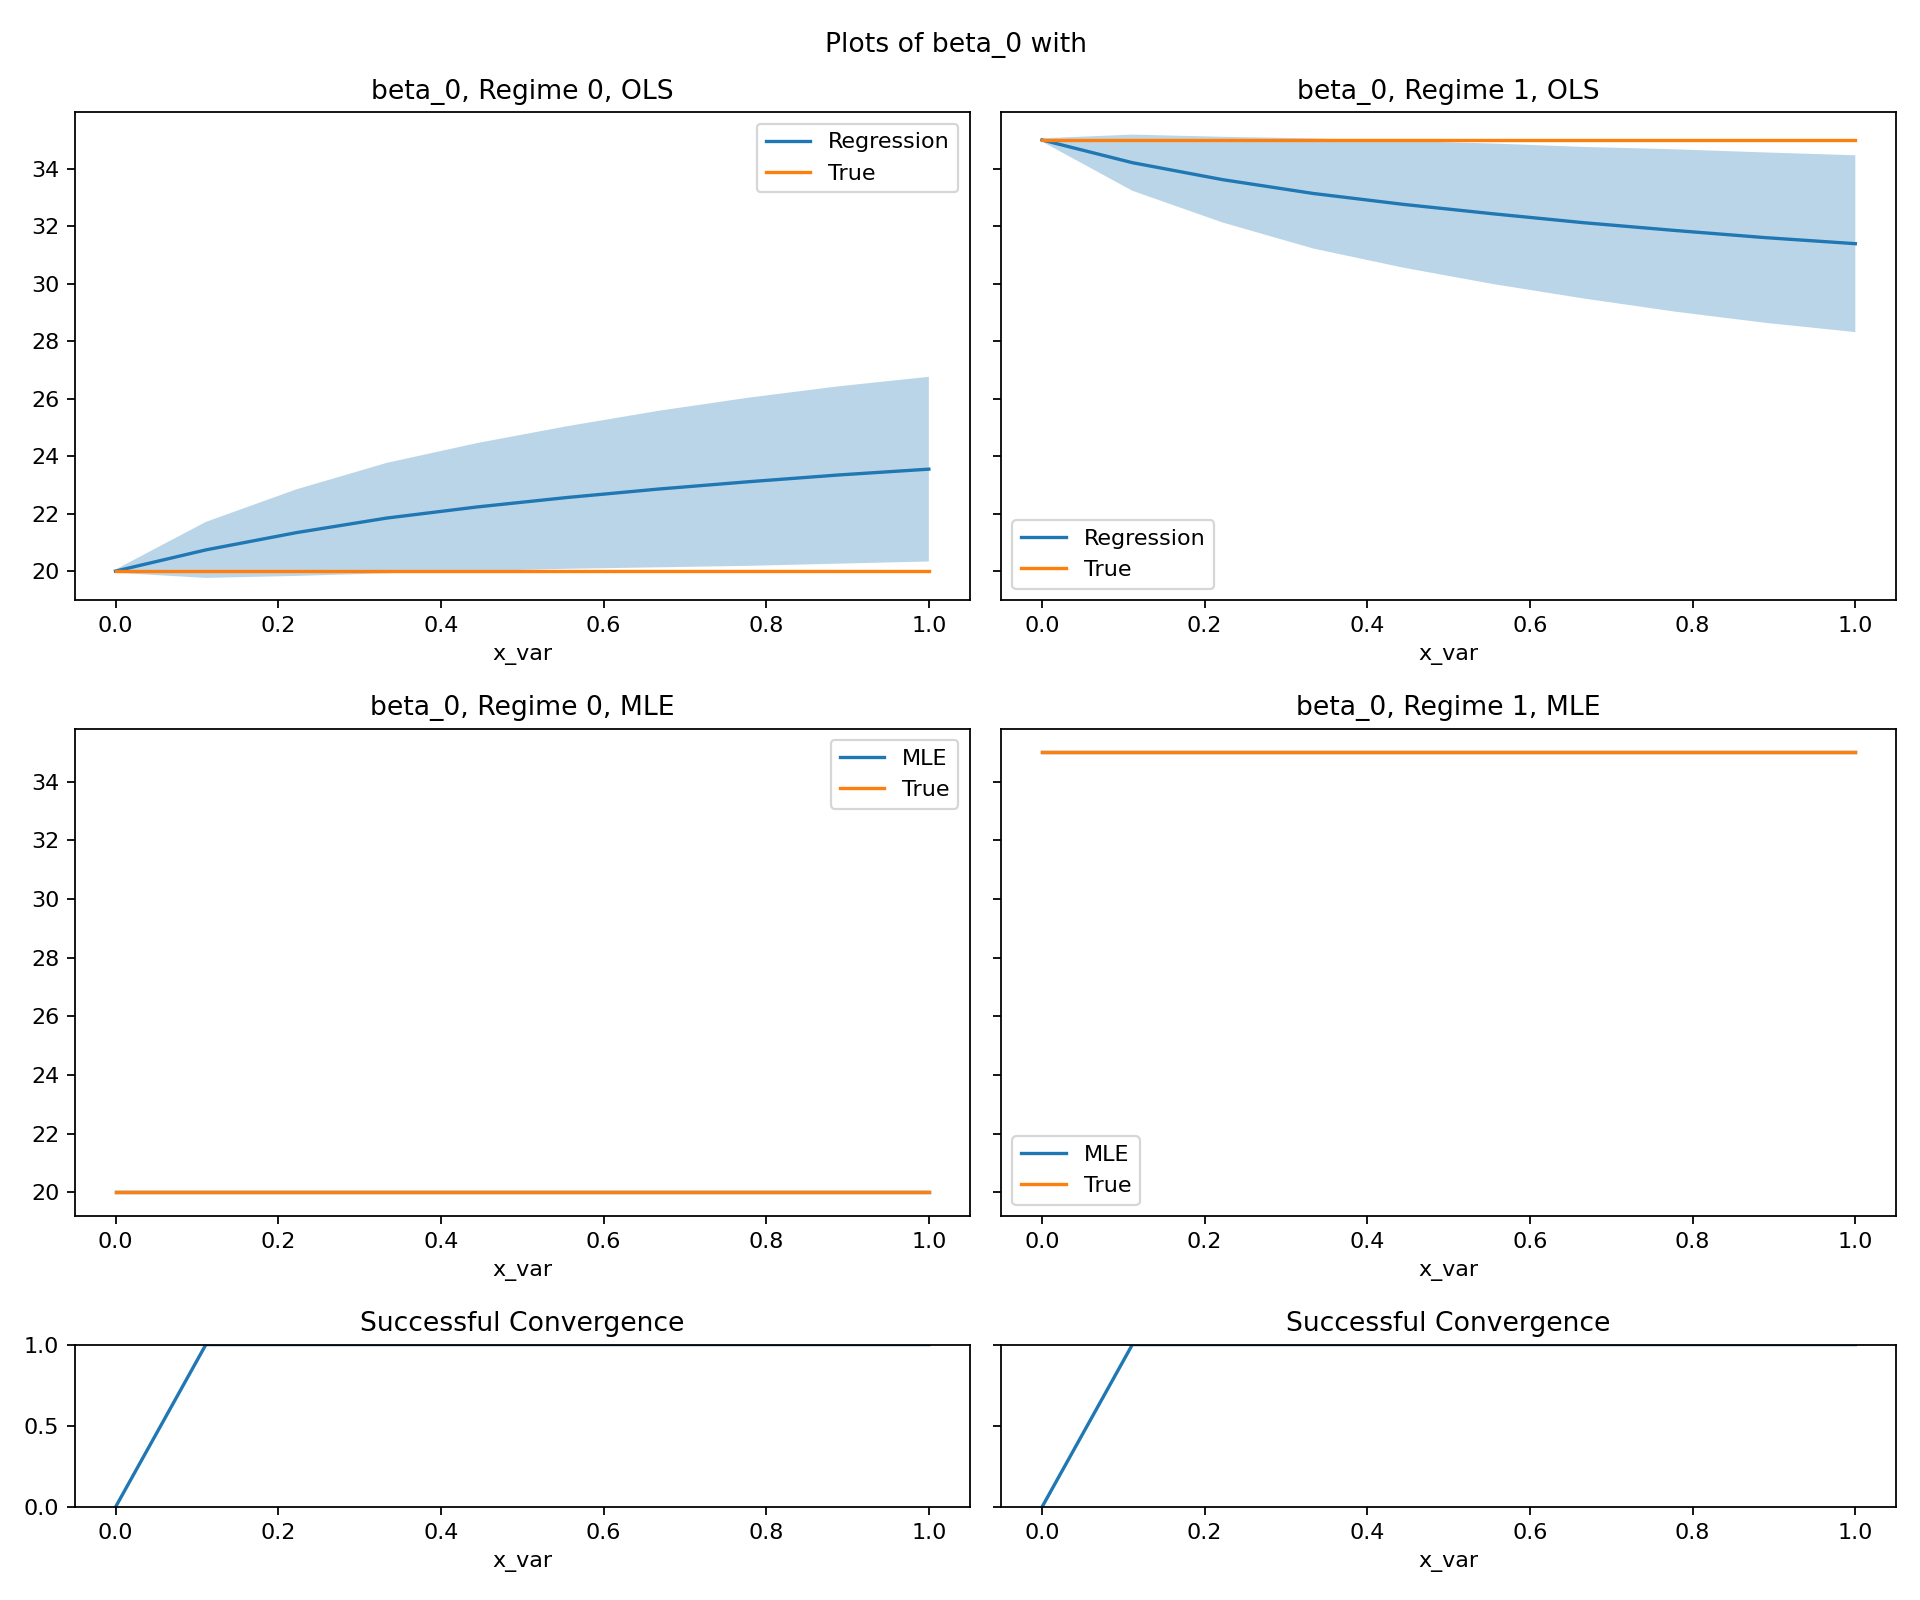 Plots of beta_0 with
beta_0, Regime 0, OLS
34
32
30
28
26
24
22
20
Regression
True
0.0 0.2 0.4 0.6 0.8 1.0
x_var
beta_0, Regime 1, OLS
Regression
True
0.0 0.2 0.4 0.6 0.8 1.0
x_var
beta_0, Regime 0, MLE
34
32
30
28
26
24
22
20
MLE
True
0.0 0.2 0.4 0.6 0.8 1.0
x_var
beta_0, Regime 1, MLE
MLE
True
0.0 0.2 0.4 0.6 0.8 1.0
x_var
Successful Convergence
1.0
0.5
0.0
0.0 0.2 0.4 0.6 0.8 1.0
x_var
Successful Convergence
0.0 0.2 0.4 0.6 0.8 1.0
x_var